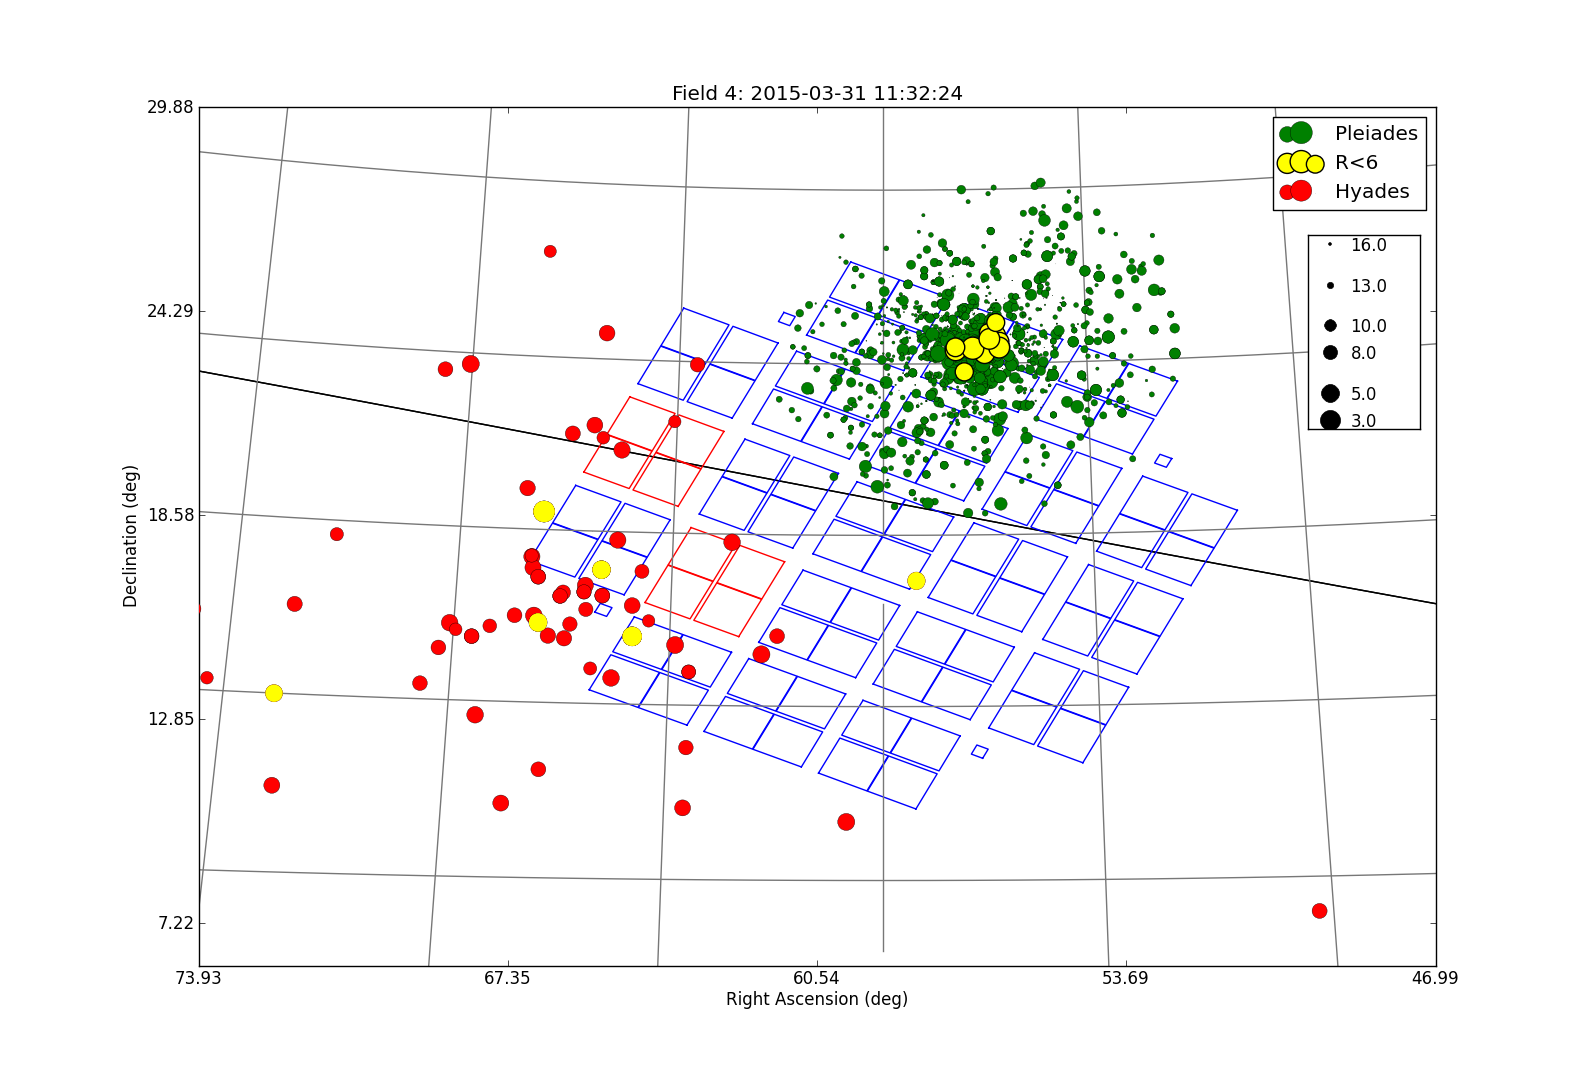 Field 4: 2015-03-31 11:32:24
29.88
24.29
18.58
12.85
7.22
Declination (deg)
Pleiades
R<6
Hyades
16.0
13.0
10.0
8.0
5.0
3.0
73.93 67.35 60.54 53.69 46.99
Right Ascension (deg)